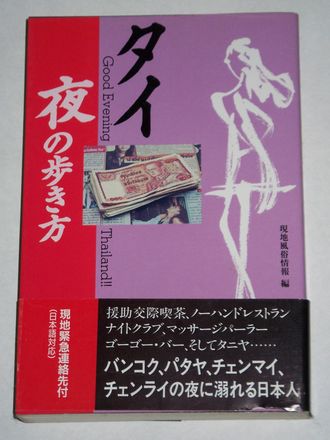 タイ
Good Evening
Thailand!!
夜の歩き方
現地風俗情報 編
援助交際喫茶、ノーハンドレストラン
ナイトクラブ、マッサージパーラー
ゴーゴー・バー、そしてタニヤ……
バンコク、パタヤ、チェンマイ、
チェンライの夜に溺れる日本人
現地緊急連絡先付
(日本語対応)